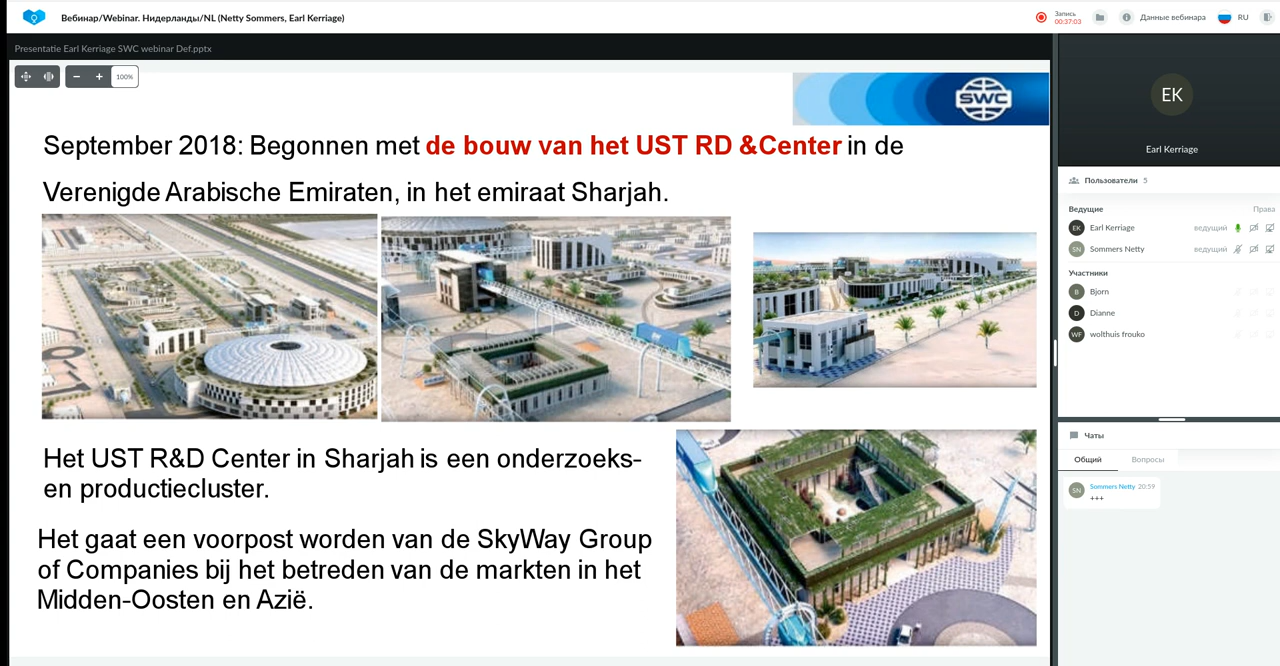 Вебинар/Webinar. Нидерланды/NL (Netty Sommers, Earl Kerriage)
Запись
00:37:03
Данные вебинара
RU
Presentatie Earl Kerriage SWC webinar Def.pptx
100%
SWC
September 2018: Begonnen met de bouw van het UST RD &Center in de
Verenigde Arabische Emiraten, in het emiraat Sharjah.
Het UST R&D Center in Sharjah is een onderzoeks-
en productiecluster.
Het gaat een voorpost worden van de SkyWay Group
of Companies bij het betreden van de markten in het
Midden-Oosten en Azië.
EK
Earl Kerriage
Пользователи 5
Ведущие Права
EK Earl Kerriage ведущий
SN Sommers Netty ведущий
Участники
B Bjorn
D Dianne
WF wolthuis frouko
Чаты
Общий Вопросы
SN Sommers Netty 20:59
+++